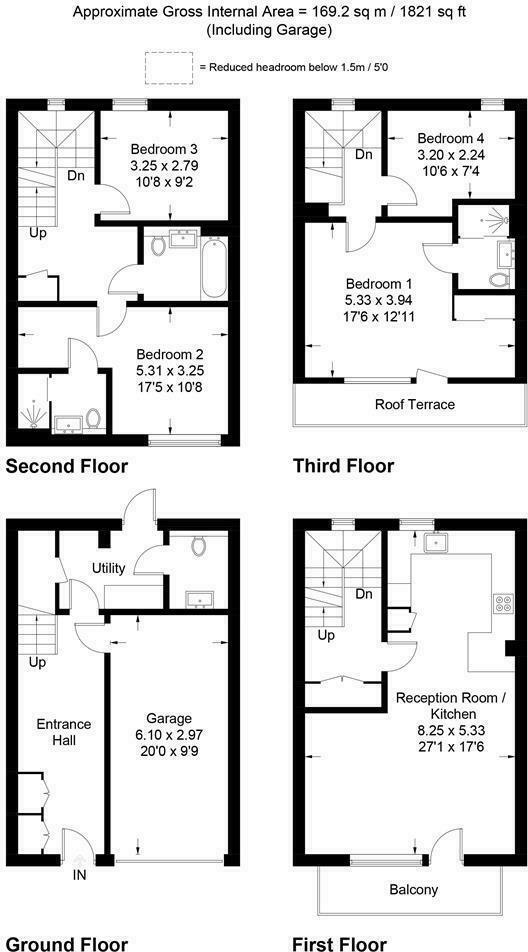 Approximate Gross Internal Area = 169.2 sq m / 1821 sq ft
(Including Garage)
= Reduced headroom below 1.5m / 5'0
Bedroom 3
3.25 x 2.79
10'8 x 9'2
Dn
Up
Bedroom 2
5.31 x 3.25
17'5 x 10'8
Second Floor
Bedroom 4
3.20 x 2.24
10'6 x 7'4
Dn
Bedroom 1
5.33 x 3.94
17'6 x 12'11
Roof Terrace
Third Floor
Utility
Up
Entrance
Hall
Garage
6.10 x 2.97
20'0 x 9'9
IN
Ground Floor
Dn
Up
Reception Room /
Kitchen
8.25 x 5.33
27'1 x 17'6
Balcony
First Floor